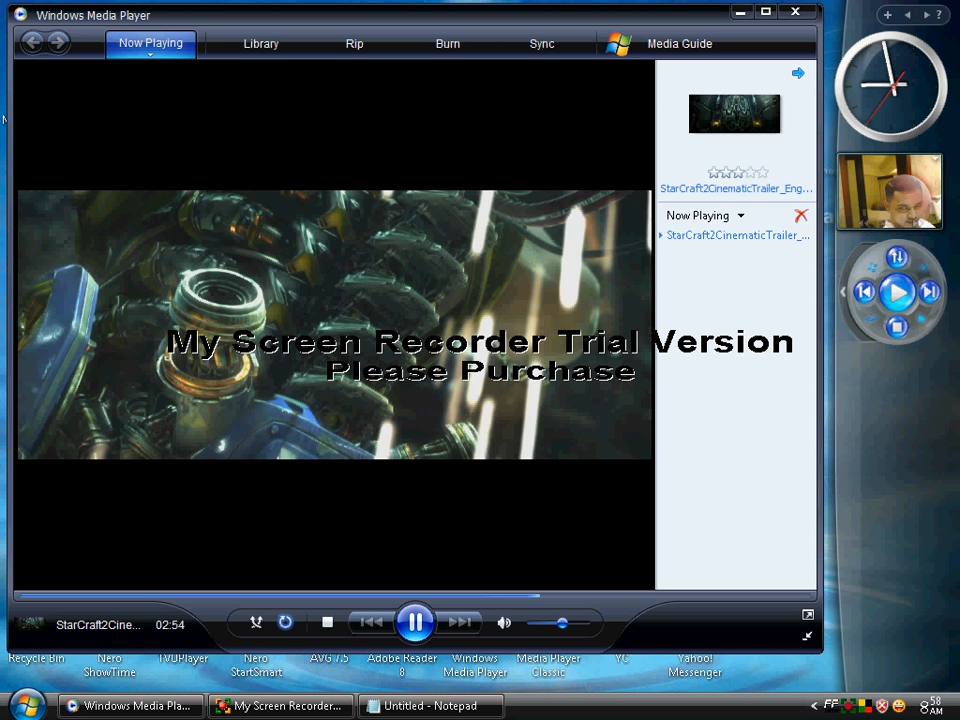 Windows Media Player
?
Now Playing
Library
Rip
Burn
Sync
Media Guide
StarCraft2CinematicTrailer_Eng...
Now Playing
StarCraft2CinematicTrailer_...
My Screen Recorder Trial Version
Please Purchase
StarCraft2Cine...
02:54
Recycle Bin
Nero ShowTime
TVUPlayer
Nero StartSmart
AVG 7.5
Adobe Reader 8
Windows Media Player
Media Player Classic
YC
Yahoo! Messenger
Windows Media Pla...
My Screen Recorder...
Untitled - Notepad
8 58 AM